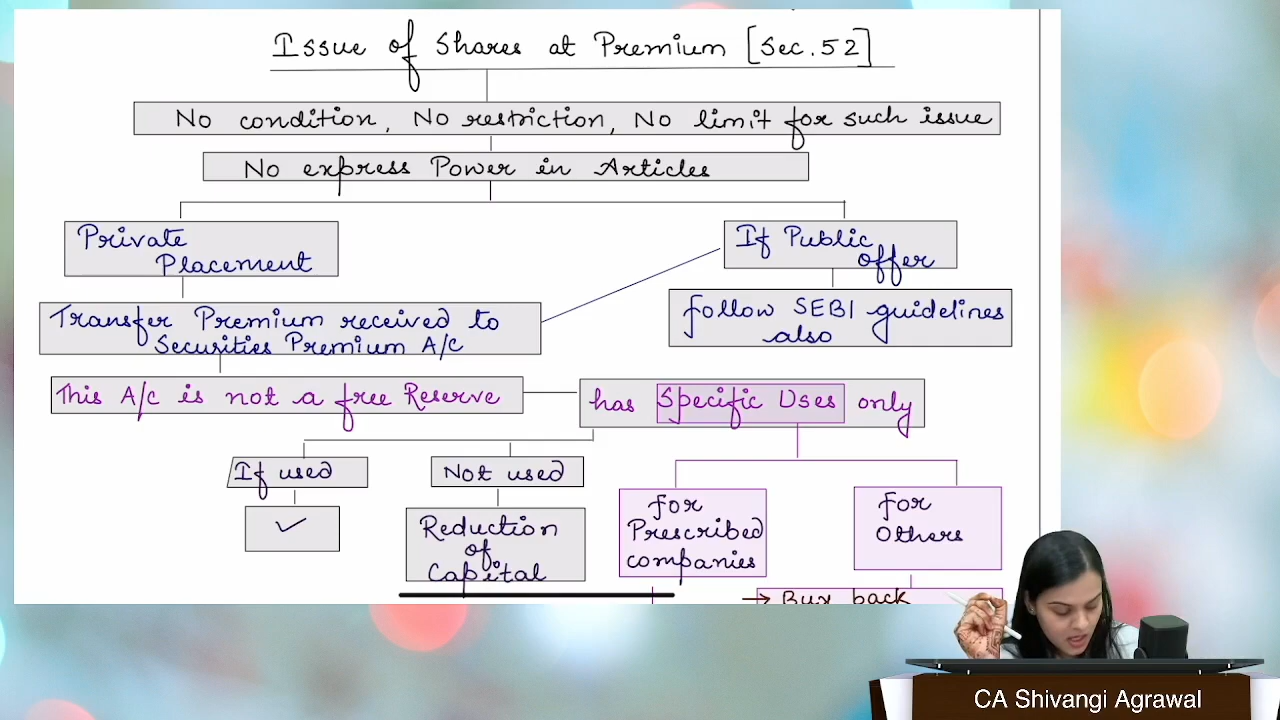 Issue of Shares at Premium [Sec.52]
No condition, No restriction, No limit for such issue
No express Power in Articles
Private
Placement
If Public
offer
Transfer Premium received to
Securities Premium A/c
follow SEBI guidelines
also
This A/c is not a free Reserve
has Specific Uses only
If used
Not used
✓
Reduction
of
Capital
for
Prescribed
companies
for
Others
→ Buy back
CA Shivangi Agrawal